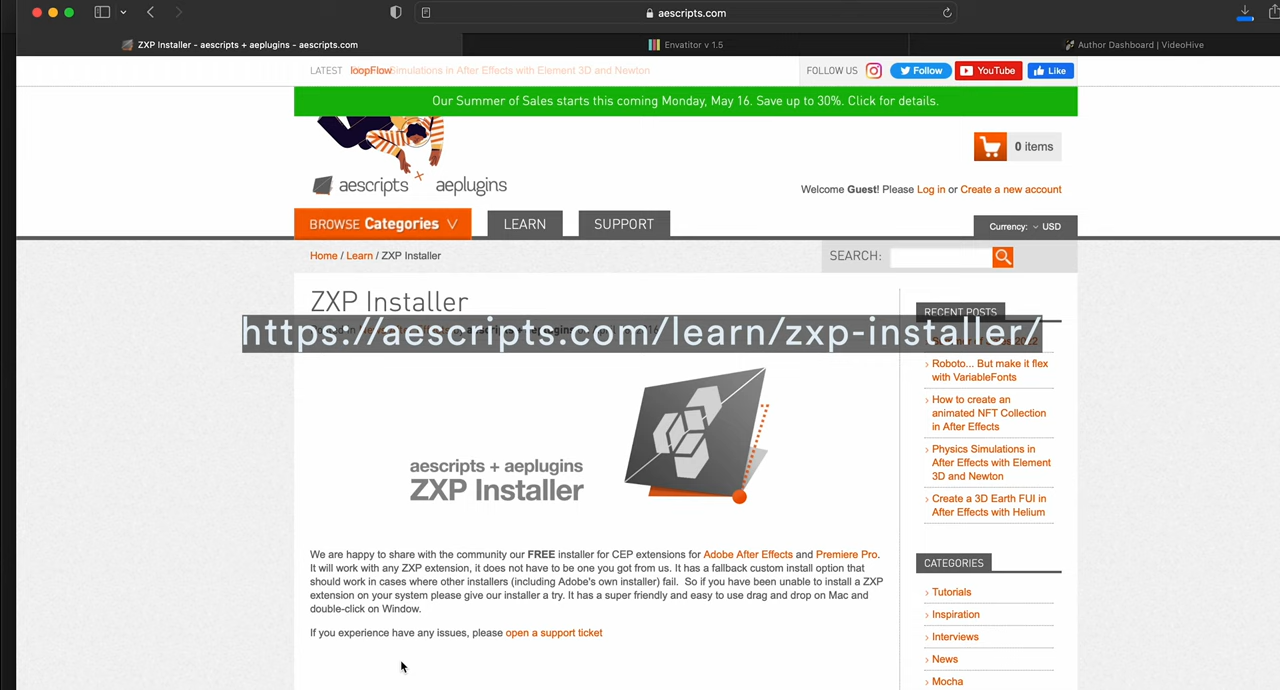 aescripts.com
ZXP Installer - aescripts + aeplugins - aescripts.com
Envatitor v 1.5
Author Dashboard | VideoHive
LATEST loopFlow Simulations in After Effects with Element 3D and Newton
FOLLOW US Follow YouTube Like
Our Summer of Sales starts this coming Monday, May 16. Save up to 30%. Click for details.
0 items
aescripts + aeplugins
Welcome Guest! Please Log in or Create a new account
BROWSE Categories LEARN SUPPORT
Currency: USD
Home / Learn / ZXP Installer
SEARCH:
ZXP Installer
RECENT POSTS
https://aescripts.com/learn/zxp-installer/
› Roboto... But make it flex
with VariableFonts
› How to create an
animated NFT Collection
in After Effects
› Physics Simulations in
After Effects with Element
3D and Newton
› Create a 3D Earth FUI in
After Effects with Helium
aescripts + aeplugins
ZXP Installer
We are happy to share with the community our FREE installer for CEP extensions for Adobe After Effects and Premiere Pro.
It will work with any ZXP extension, it does not have to be one you got from us. It has a fallback custom install option that
should work in cases where other installers (including Adobe's own installer) fail. So if you have been unable to install a ZXP
extension on your system please give our installer a try. It has a super friendly and easy to use drag and drop on Mac and
double-click on Window.
If you experience have any issues, please open a support ticket
CATEGORIES
› Tutorials
› Inspiration
› Interviews
› News
› Mocha